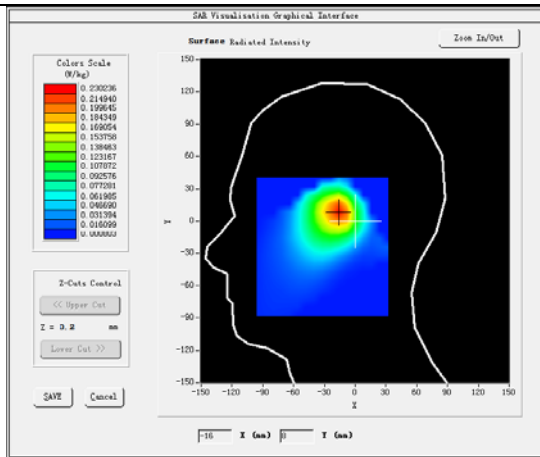 SAR Visualisation Graphical Interface
Surface Radiated Intensity
Zoom In/Out
Colors Scale
(W/kg)
0.230236
0.214940
0.199645
0.184349
0.169054
0.153758
0.138463
0.123167
0.107872
0.092576
0.077281
0.061985
0.046690
0.031394
0.016099
0.000803
150
120
90
60
30
0
-30
-60
-90
-120
-150
Y
-150 -120 -90 -60 -30 0 30 60 90 120 150
X
Z-Cuts Control
<< Upper Cut
Z = 3.2 mm
Lower Cut >>
SAVE Cancel
-16 X (mm) 8 Y (mm)